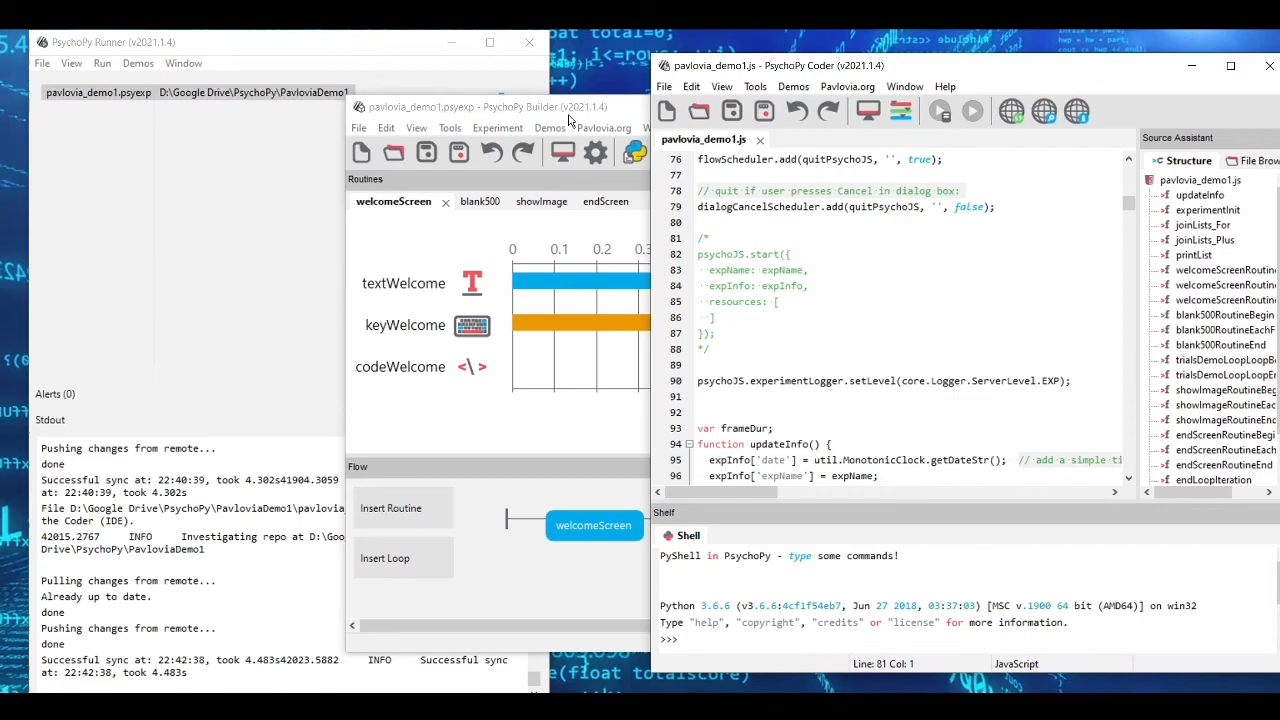 PsychoPy Runner (v2021.1.4)
File View Run Demos Window
pavlovia_demo1.psyexp D:\Google Drive\PsychoPy\PavloviaDemo1
Alerts (0)
Stdout
Pushing changes from remote...
done
Successful sync at: 22:40:39, took 4.302s41904.3059
at: 22:40:39, took 4.302s
File D:\Google Drive\PsychoPy\PavloviaDemo1\pavlovia_
the Coder (IDE).
42015.2767 INFO Investigating repo at D:\Goo
Drive\PsychoPy\PavloviaDemo1
Pulling changes from remote...
Already up to date.
done
Pushing changes from remote...
done
Successful sync at: 22:42:38, took 4.483s42023.5882 INFO Successful sync
at: 22:42:38, took 4.483s
pavlovia_demo1.psyexp - PsychoPy Builder (v2021.1.4)
File Edit View Tools Experiment Demos Pavlovia.org W
Routines
welcomeScreen blank500 showImage endScreen
0 0.1 0.2 0.3
textWelcome
keyWelcome
codeWelcome
Flow
Insert Routine
welcomeScreen
Insert Loop
pavlovia_demo1.js - PsychoPy Coder (v2021.1.4)
File Edit View Tools Demos Pavlovia.org Window Help
pavlovia_demo1.js
76 flowScheduler.add(quitPsychoJS, '', true);
77
78 // quit if user presses Cancel in dialog box:
79 dialogCancelScheduler.add(quitPsychoJS, '', false);
80
81 /*
82 psychoJS.start({
83 expName: expName,
84 expInfo: expInfo,
85 resources: [
86 ]
87 });
88 */
89
90 psychoJS.experimentLogger.setLevel(core.Logger.ServerLevel.EXP);
91
92
93 var frameDur;
94 function updateInfo() {
95 expInfo['date'] = util.MonotonicClock.getDateStr(); // add a simple ti
96 expInfo['expName'] = expName;
Source Assistant
Structure File Brow
pavlovia_demo1.js
updateInfo
experimentInit
joinLists_For
joinLists_Plus
printList
welcomeScreenRoutin
welcomeScreenRoutin
welcomeScreenRoutin
blank500RoutineBegin
blank500RoutineEachF
blank500RoutineEnd
trialsDemoLoopLoopB
trialsDemoLoopLoopE
showImageRoutineBeg
showImageRoutineEac
showImageRoutineEnd
endScreenRoutineBegi
endScreenRoutineEach
endScreenRoutineEnd
endLoopIteration
Shelf
Shell
PyShell in PsychoPy - type some commands!
Python 3.6.6 (v3.6.6:4cf1f54eb7, Jun 27 2018, 03:37:03) [MSC v.1900 64 bit (AMD64)] on win32
Type "help", "copyright", "credits" or "license" for more information.
>>>
Line: 81 Col: 1 JavaScript